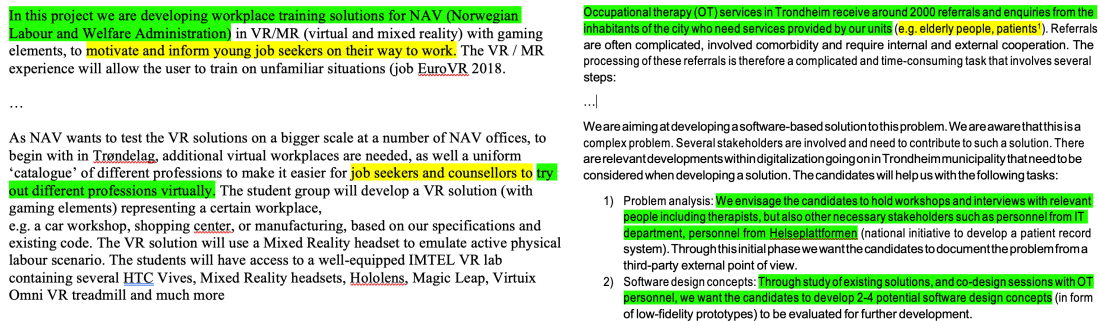 In this project we are developing workplace training solutions for NAV (Norwegian
Labour and Welfare Administration) in VR/MR (virtual and mixed reality) with gaming
elements, to motivate and inform young job seekers on their way to work. The VR / MR
experience will allow the user to train on unfamiliar situations (job EuroVR 2018.
…
As NAV wants to test the VR solutions on a bigger scale at a number of NAV offices, to
begin with in Trøndelag, additional virtual workplaces are needed, as well a uniform
‘catalogue’ of different professions to make it easier for job seekers and counsellors to try
out different professions virtually. The student group will develop a VR solution (with
gaming elements) representing a certain workplace,
e.g. a car workshop, shopping center, or manufacturing, based on our specifications and
existing code. The VR solution will use a Mixed Reality headset to emulate active physical
labour scenario. The students will have access to a well-equipped IMTEL VR lab
containing several HTC Vives, Mixed Reality headsets, Hololens, Magic Leap, Virtuix
Omni VR treadmill and much more
Occupational therapy (OT) services in Trondheim receive around 2000 referrals and enquiries from the
inhabitants of the city who need services provided by our units (e.g. elderly people, patients¹). Referrals
are often complicated, involved comorbidity and require internal and external cooperation. The
processing of these referrals is therefore a complicated and time-consuming task that involves several
steps:
…
We are aiming at developing a software-based solution to this problem. We are aware that this is a
complex problem. Several stakeholders are involved and need to contribute to such a solution. There
are relevant developments within digitalization going on in Trondheim municipality that need to be
considered when developing a solution. The candidates will help us with the following tasks:
1) Problem analysis: We envisage the candidates to hold workshops and interviews with relevant
people including therapists, but also other necessary stakeholders such as personnel from IT
department, personnel from Helseplattformen (national initiative to develop a patient record
system). Through this initial phase we want the candidates to document the problem from a
third-party external point of view.
2) Software design concepts: Through study of existing solutions, and co-design sessions with OT
personnel, we want the candidates to develop 2-4 potential software design concepts (in form
of low-fidelity prototypes) to be evaluated for further development.